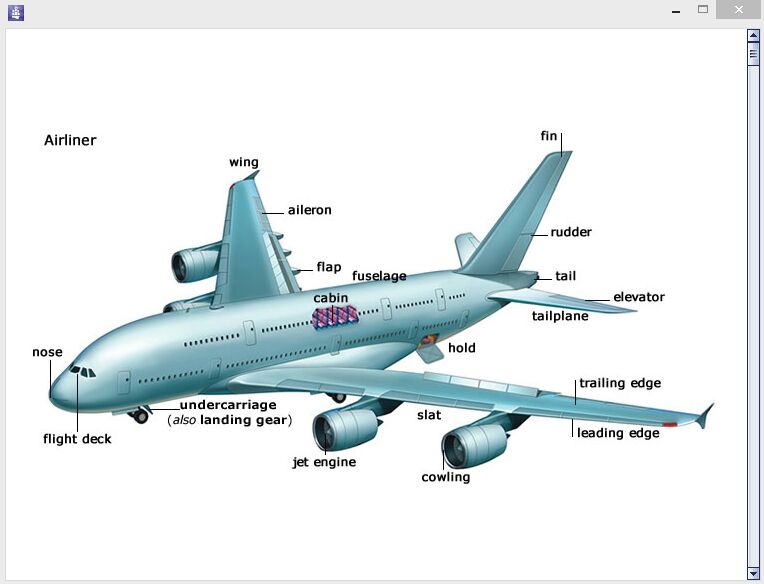 Airliner
fin
wing
aileron
rudder
flap
fuselage
tail
cabin
elevator
tailplane
nose
hold
trailing edge
undercarriage
(also landing gear)
slat
leading edge
flight deck
jet engine
cowling